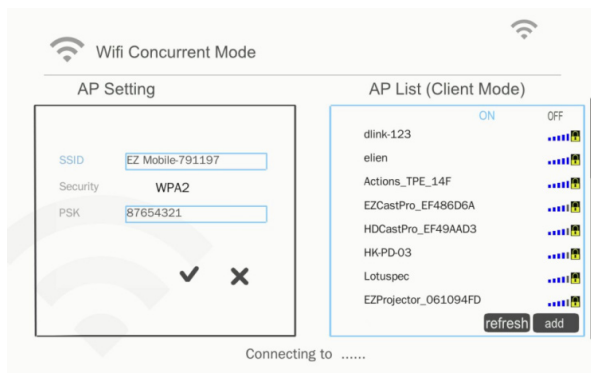 Wifi Concurrent Mode
AP Setting
AP List (Client Mode)
ON OFF
SSID EZ Mobile-791197
Security WPA2
PSK 87654321
dlink-123
elien
Actions_TPE_14F
EZCastPro_EF486D6A
HDCastPro_EF49AAD3
HK-PD-03
Lotuspec
EZProjector_061094FD
refresh add
Connecting to ......